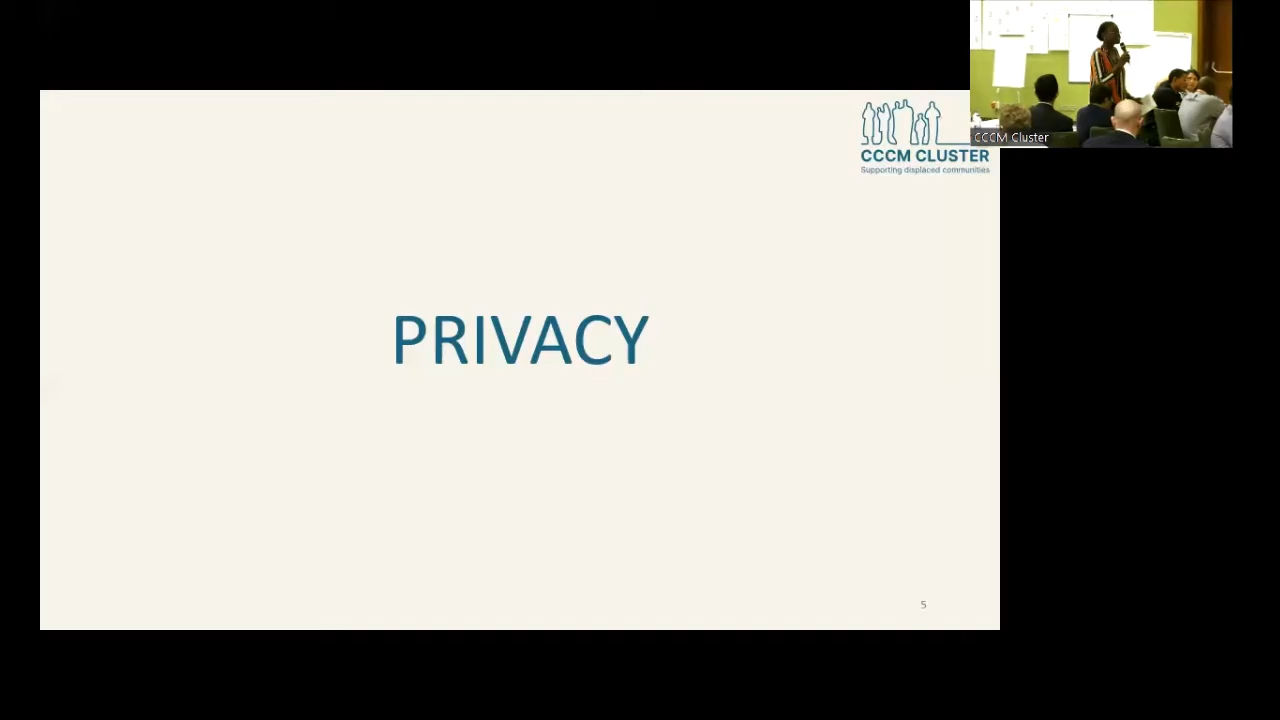 CCCM CLUSTER
Supporting displaced communities
CCCM Cluster
PRIVACY
5